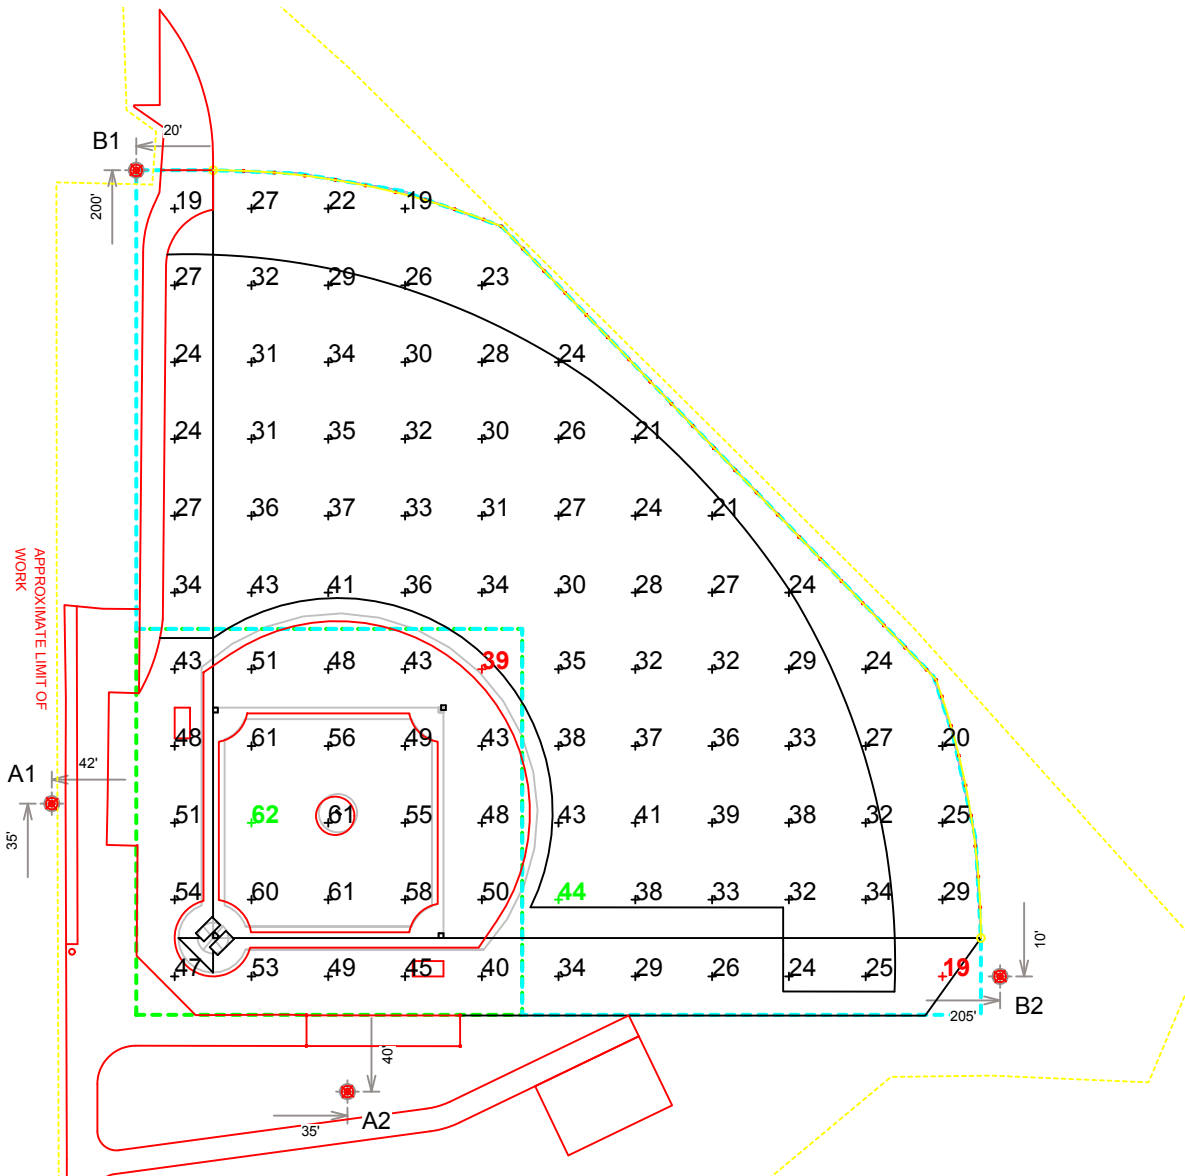 B1
20'
200'
19 27 22 19
27 32 29 26 23
24 31 34 30 28 24
24 31 35 32 30 26 21
27 36 37 33 31 27 24 21
APPROXIMATE LIMIT OF
WORK
34 43 41 36 34 30 28 27 24
43 51 48 43 39 35 32 32 29 24
48 61 56 49 43 38 37 36 33 27 20
A1
42'
35'
51 62 61 55 48 43 41 39 38 32 25
54 60 61 58 50 44 38 33 32 34 29
10'
47 53 49 45 40 34 29 26 24 25 19
B2
205'
40'
A2
35'